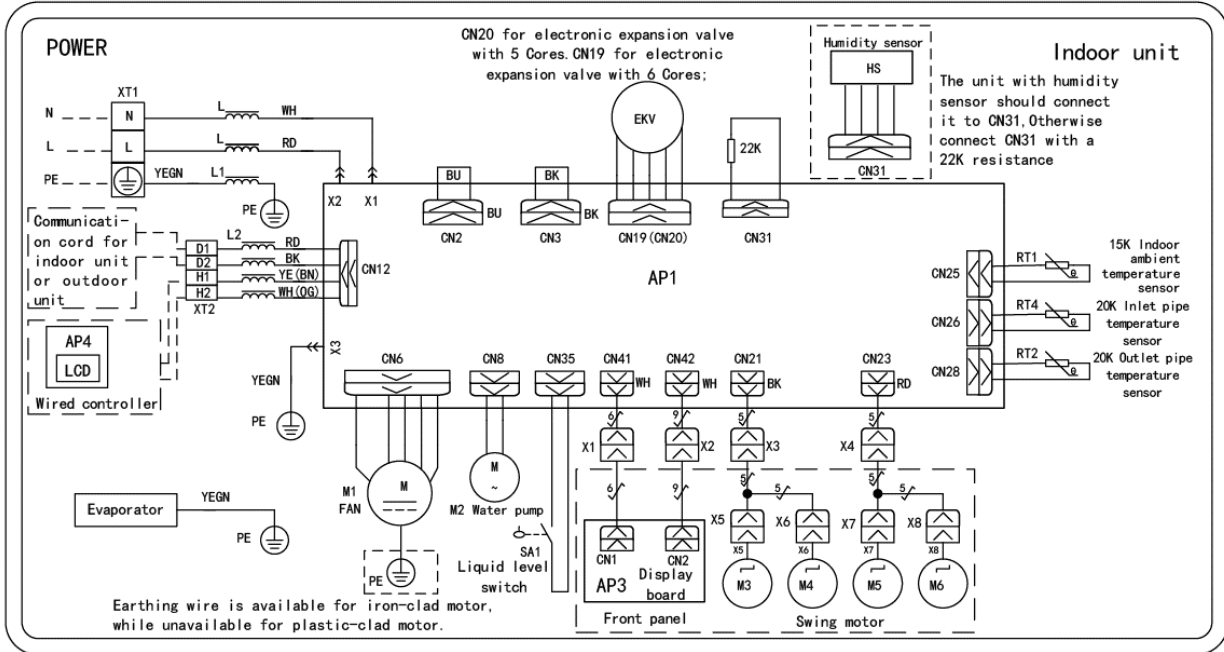 POWER
CN20 for electronic expansion valve
with 5 Cores. CN19 for electronic
expansion valve with 6 Cores;
Humidity sensor
HS
CN31
Indoor unit
The unit with humidity
sensor should connect
it to CN31, Otherwise
connect CN31 with a
22K resistance
XT1
N
N
L
WH
L
L
L
RD
PE
YEGN
L1
PE
X2
X1
EKV
22K
BU
BU
CN2
BK
BK
CN3
CN19(CN20)
CN31
Communicati-
on cord for
indoor unit
or outdoor
unit
L2
D1
RD
D2
BK
H1
YE(BN)
H2
WH(OG)
XT2
CN12
AP1
CN25
RT1
θ
15K Indoor
ambient
temperature
sensor
CN26
RT4
θ
20K Inlet pipe
temperature
sensor
CN28
RT2
θ
20K Outlet pipe
temperature
sensor
AP4
LCD
Wired controller
X3
YEGN
PE
CN6
CN8
CN35
CN41
WH
CN42
WH
CN21
BK
CN23
RD
6
9
5
5
X1
X2
X3
X4
6
9
5
5
5
5
M1
FAN
M
M
~
M2 Water pump
SA1
Liquid level
switch
PE
Evaporator
YEGN
PE
CN1
CN2
AP3
Display
board
Front panel
X5
X6
X7
X8
X5
X6
X7
X8
M3
M4
M5
M6
Swing motor
Earthing wire is available for iron-clad motor,
while unavailable for plastic-clad motor.